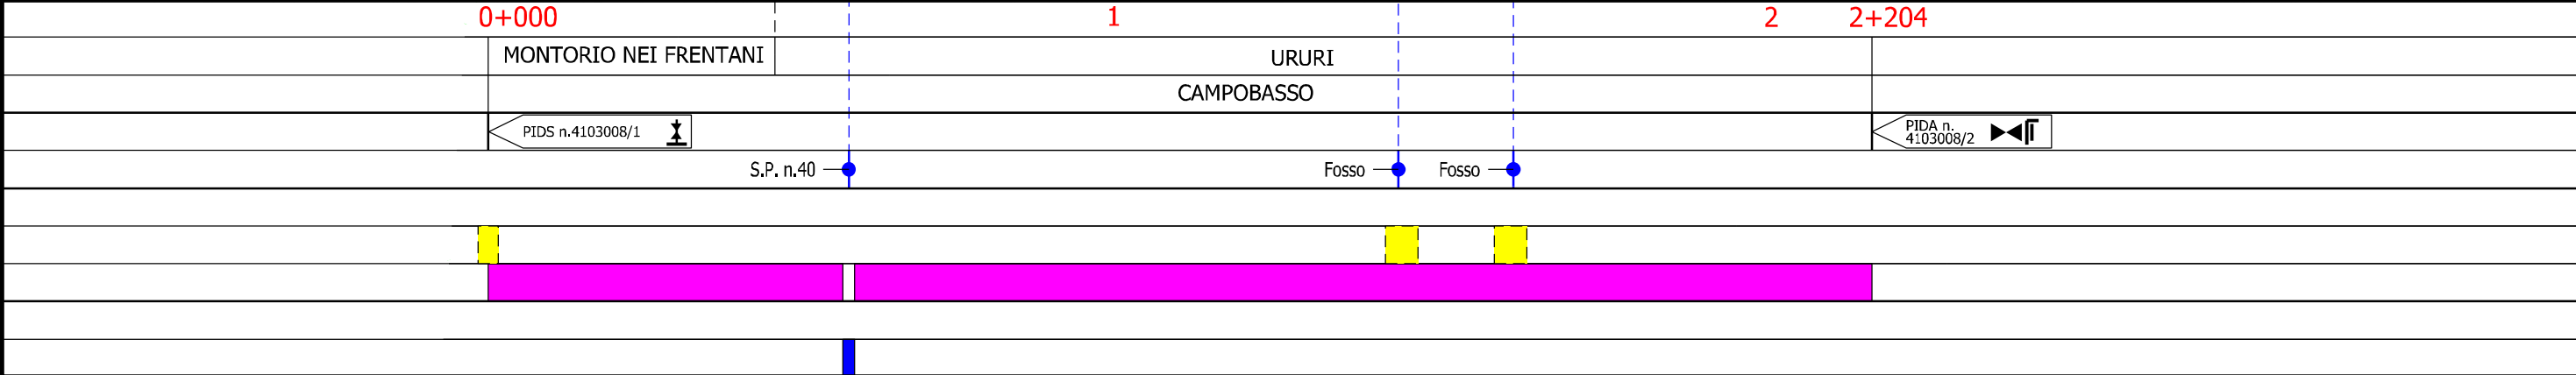 0+000 1 2 2+204
MONTORIO NEI FRENTANI URURI
CAMPOBASSO
PIDS n.4103008/1 PIDA n.
4103008/2
S.P. n.40 Fosso Fosso